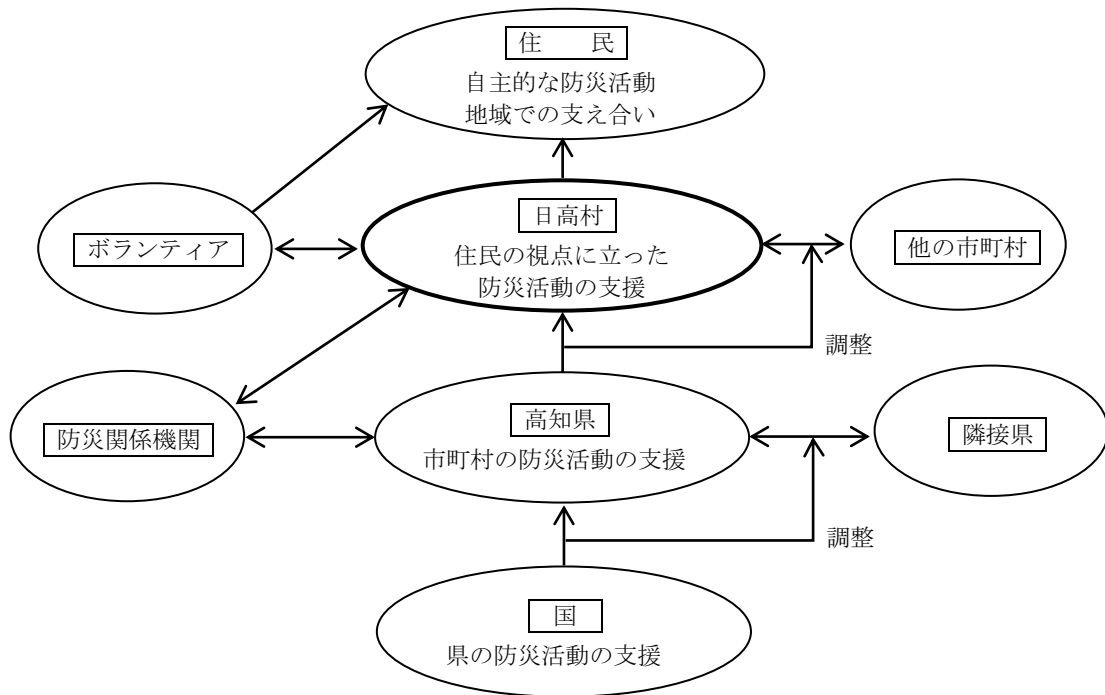 住　　民
自主的な防災活動
地域での支え合い
ボランティア
日高村
住民の視点に立った
防災活動の支援
他の市町村
調整
防災関係機関
高知県
市町村の防災活動の支援
隣接県
調整
国
県の防災活動の支援